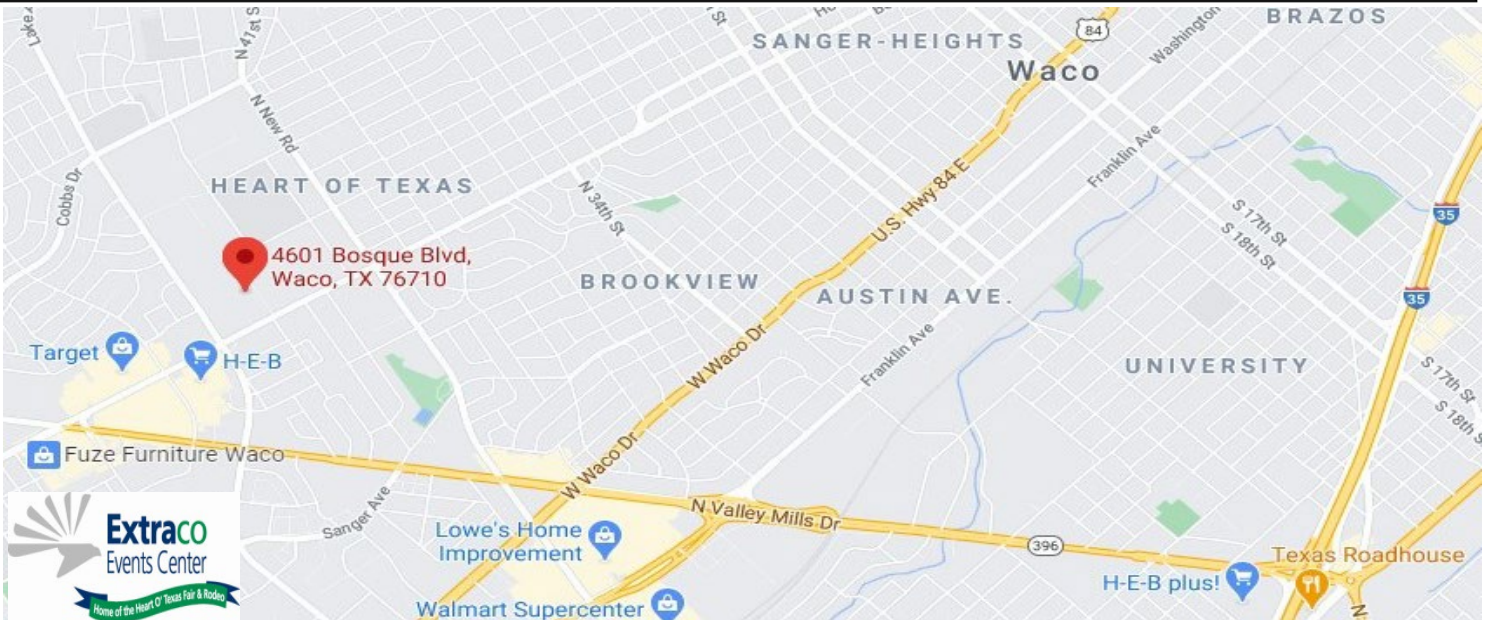 BRAZOS
84
SANGER-HEIGHTS
Washington
Waco
N 41st S
N New Rd
Cobbs Dr
HEART OF TEXAS
N 34th St
Franklin Ave
U.S. Hwy 84 E
S 17th St
S 18th St
35
4601 Bosque Blvd,
Waco, TX 76710
BROOKVIEW
AUSTIN AVE.
35
Target
H-E-B
W Waco Dr
Franklin Ave
UNIVERSITY
S 17th St
S 18th S
Fuze Furniture Waco
W Waco Dr
Sanger Ave
N Valley Mills Dr
Extraco
Events Center
Home of the Heart O' Texas Fair & Rodeo
Lowe's Home
Improvement
396
Texas Roadhouse
H-E-B plus!
Walmart Supercenter
N
St